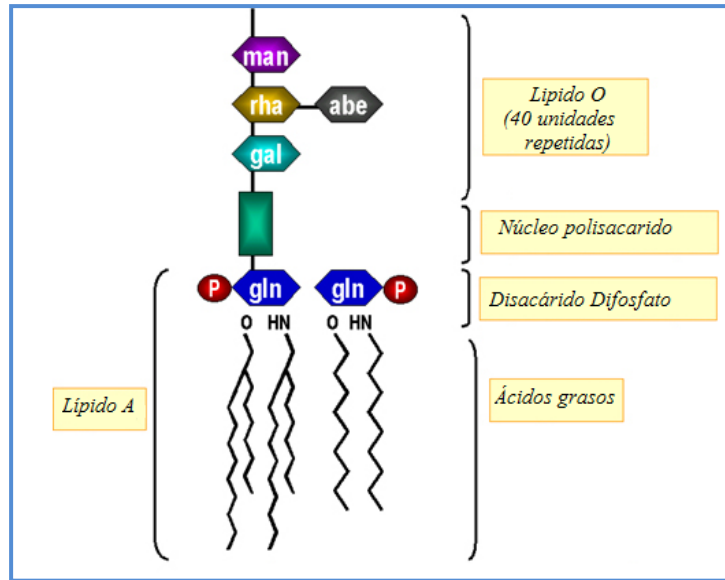 man
rha
abe
gal
P
gln
gln
P
O
HN
O
HN
Lipido O
(40 unidades
repetidas)
Núcleo polisacarido
Disacárido Difosfato
Lípido A
Ácidos grasos